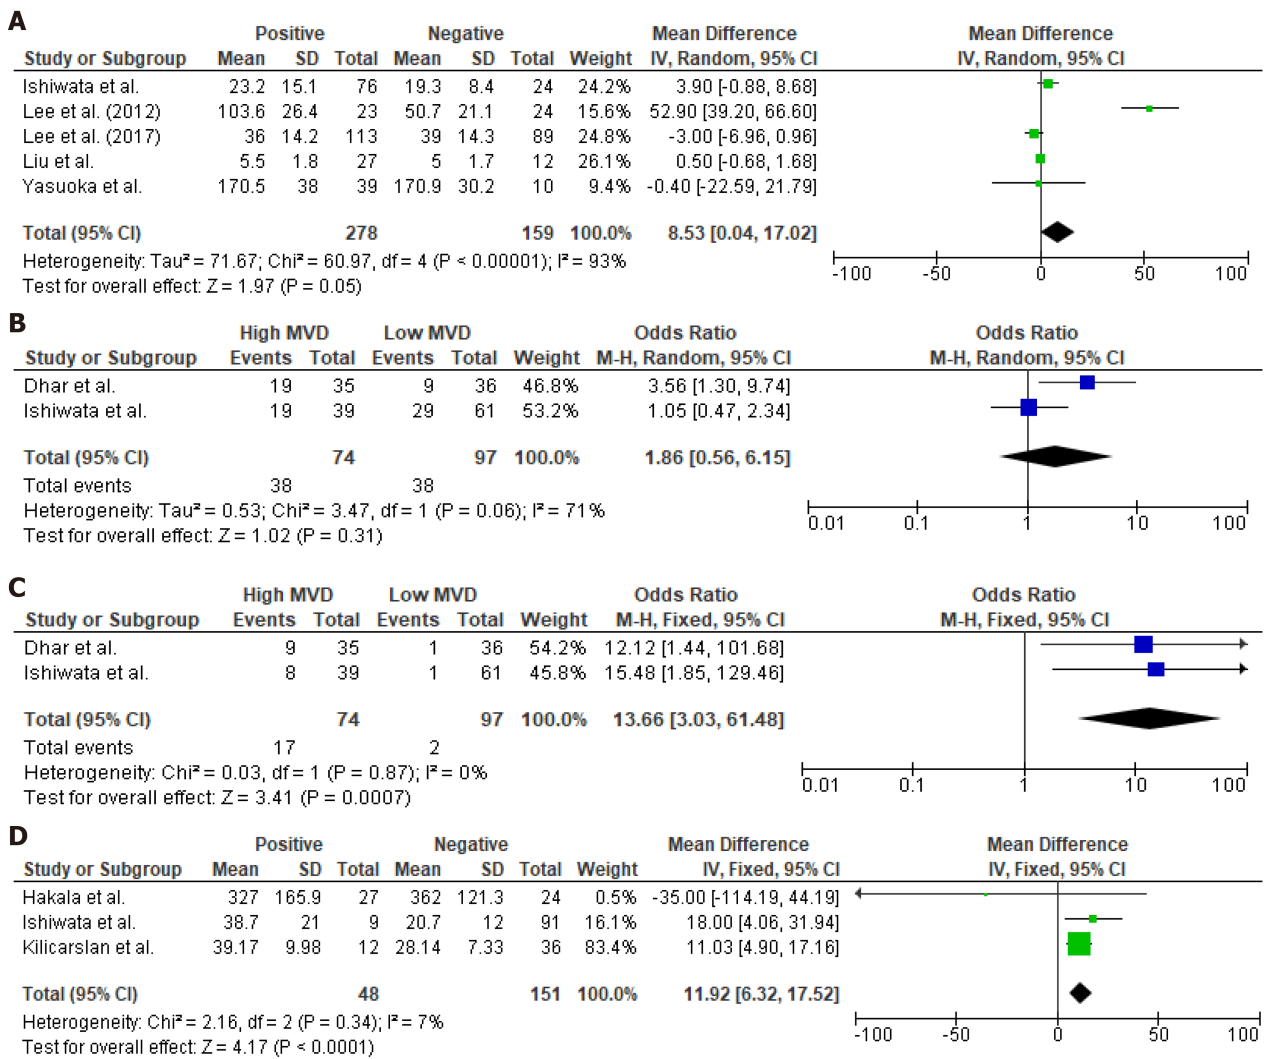 A
Positive Negative Mean Difference Mean Difference
Study or Subgroup Mean SD Total Mean SD Total Weight IV, Random, 95% CI IV, Random, 95% CI
Ishiwata et al. 23.2 15.1 76 19.3 8.4 24 24.2% 3.90 [-0.88, 8.68]
Lee et al. (2012) 103.6 26.4 23 50.7 21.1 24 15.6% 52.90 [39.20, 66.60]
Lee et al. (2017) 36 14.2 113 39 14.3 89 24.8% -3.00 [-6.96, 0.96]
Liu et al. 5.5 1.8 27 5 1.7 12 26.1% 0.50 [-0.68, 1.68]
Yasuoka et al. 170.5 38 39 170.9 30.2 10 9.4% -0.40 [-22.59, 21.79]
Total (95% CI) 278 159 100.0% 8.53 [0.04, 17.02]
Heterogeneity: Tau² = 71.67; Chi² = 60.97, df = 4 (P < 0.00001); I² = 93%
Test for overall effect: Z = 1.97 (P = 0.05)
-100 -50 0 50 100
B
High MVD Low MVD Odds Ratio Odds Ratio
Study or Subgroup Events Total Events Total Weight M-H, Random, 95% CI M-H, Random, 95% CI
Dhar et al. 19 35 9 36 46.8% 3.56 [1.30, 9.74]
Ishiwata et al. 19 39 29 61 53.2% 1.05 [0.47, 2.34]
Total (95% CI) 74 97 100.0% 1.86 [0.56, 6.15]
Total events 38 38
Heterogeneity: Tau² = 0.53; Chi² = 3.47, df = 1 (P = 0.06); I² = 71%
Test for overall effect: Z = 1.02 (P = 0.31)
0.01 0.1 1 10 100
C
High MVD Low MVD Odds Ratio Odds Ratio
Study or Subgroup Events Total Events Total Weight M-H, Fixed, 95% CI M-H, Fixed, 95% CI
Dhar et al. 9 35 1 36 54.2% 12.12 [1.44, 101.68]
Ishiwata et al. 8 39 1 61 45.8% 15.48 [1.85, 129.46]
Total (95% CI) 74 97 100.0% 13.66 [3.03, 61.48]
Total events 17 2
Heterogeneity: Chi² = 0.03, df = 1 (P = 0.87); I² = 0%
Test for overall effect: Z = 3.41 (P = 0.0007)
0.01 0.1 1 10 100
D
Positive Negative Mean Difference Mean Difference
Study or Subgroup Mean SD Total Mean SD Total Weight IV, Fixed, 95% CI IV, Fixed, 95% CI
Hakala et al. 327 165.9 27 362 121.3 24 0.5% -35.00 [-114.19, 44.19]
Ishiwata et al. 38.7 21 9 20.7 12 91 16.1% 18.00 [4.06, 31.94]
Kilicarslan et al. 39.17 9.98 12 28.14 7.33 36 83.4% 11.03 [4.90, 17.16]
Total (95% CI) 48 151 100.0% 11.92 [6.32, 17.52]
Heterogeneity: Chi² = 2.16, df = 2 (P = 0.34); I² = 7%
Test for overall effect: Z = 4.17 (P < 0.0001)
-100 -50 0 50 100